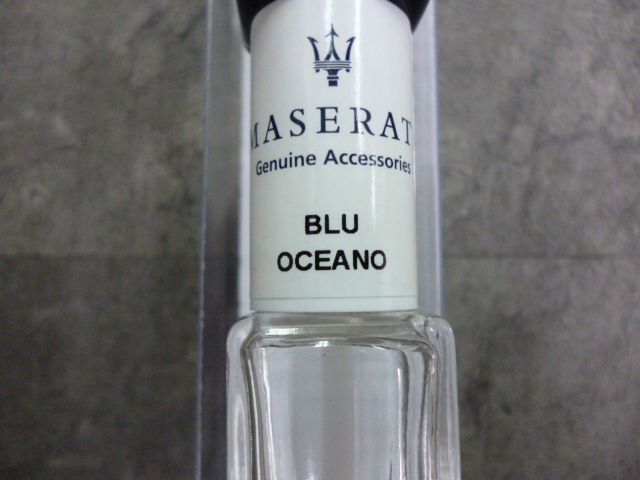 MASERAT
Genuine Accessories
BLU
OCEANO